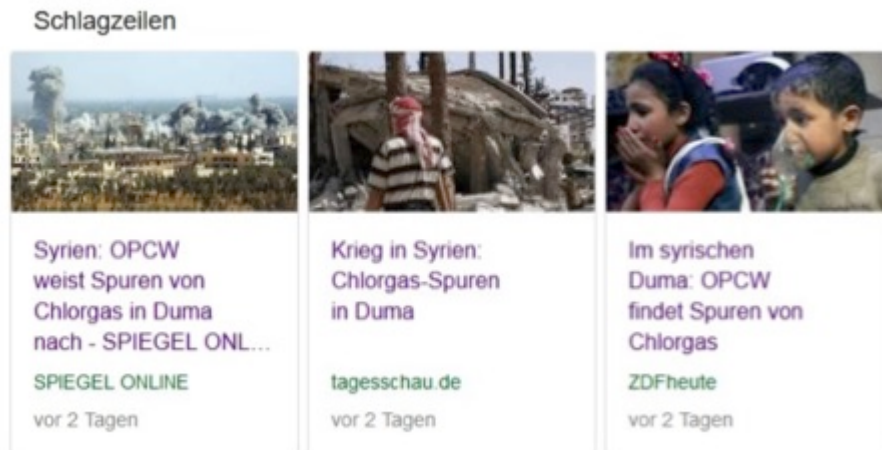 Schlagzeilen
Syrien: OPCW
weist Spuren von
Chlorgas in Duma
nach - SPIEGEL ONL...
SPIEGEL ONLINE
vor 2 Tagen
Krieg in Syrien:
Chlorgas-Spuren
in Duma
tagesschau.de
vor 2 Tagen
Im syrischen
Duma: OPCW
findet Spuren von
Chlorgas
ZDFheute
vor 2 Tagen